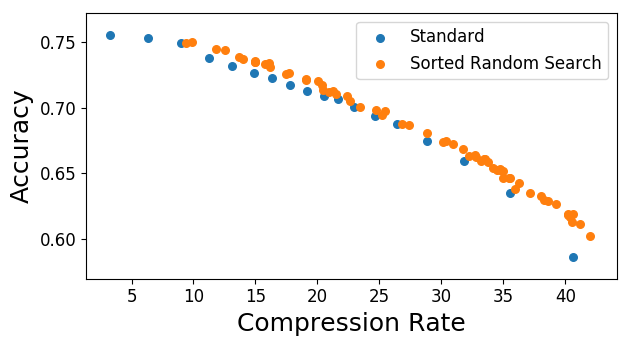 Standard
Sorted Random Search
0.75
0.70
0.65
0.60
Accuracy
5 10 15 20 25 30 35 40
Compression Rate